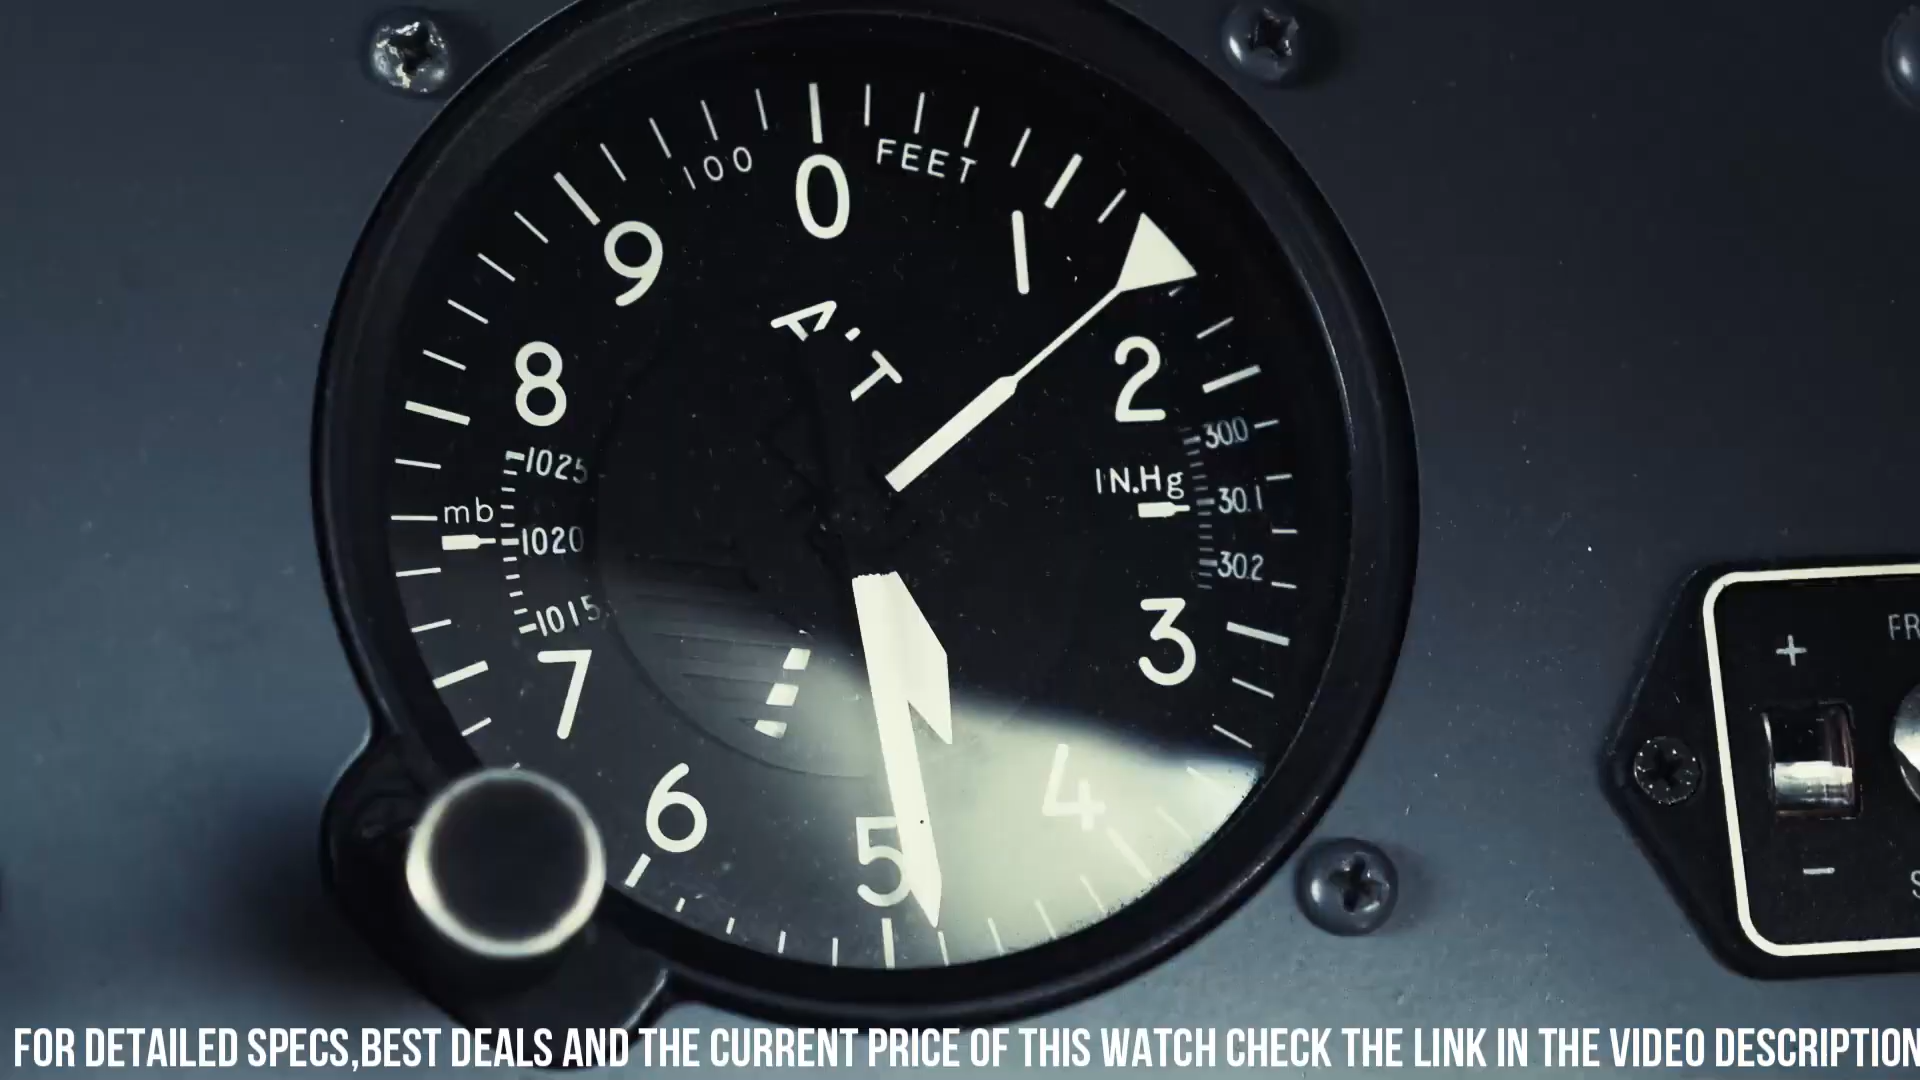 100 0 FEET
9 1
A'T
8 2
30.0
1025
IN.Hg
mb 30.1
1020
30.2
1015
3
7
+ FR
6 4
5
-
S
FOR DETAILED SPECS,BEST DEALS AND THE CURRENT PRICE OF THIS WATCH CHECK THE LINK IN THE VIDEO DESCRIPTION